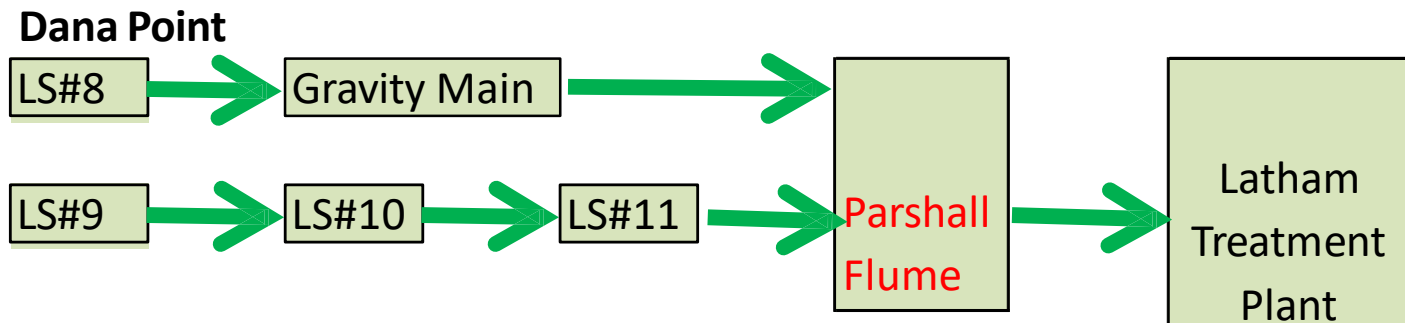 Dana Point
LS#8
Gravity Main
LS#9
LS#10
LS#11
Parshall
Flume
Latham
Treatment
Plant